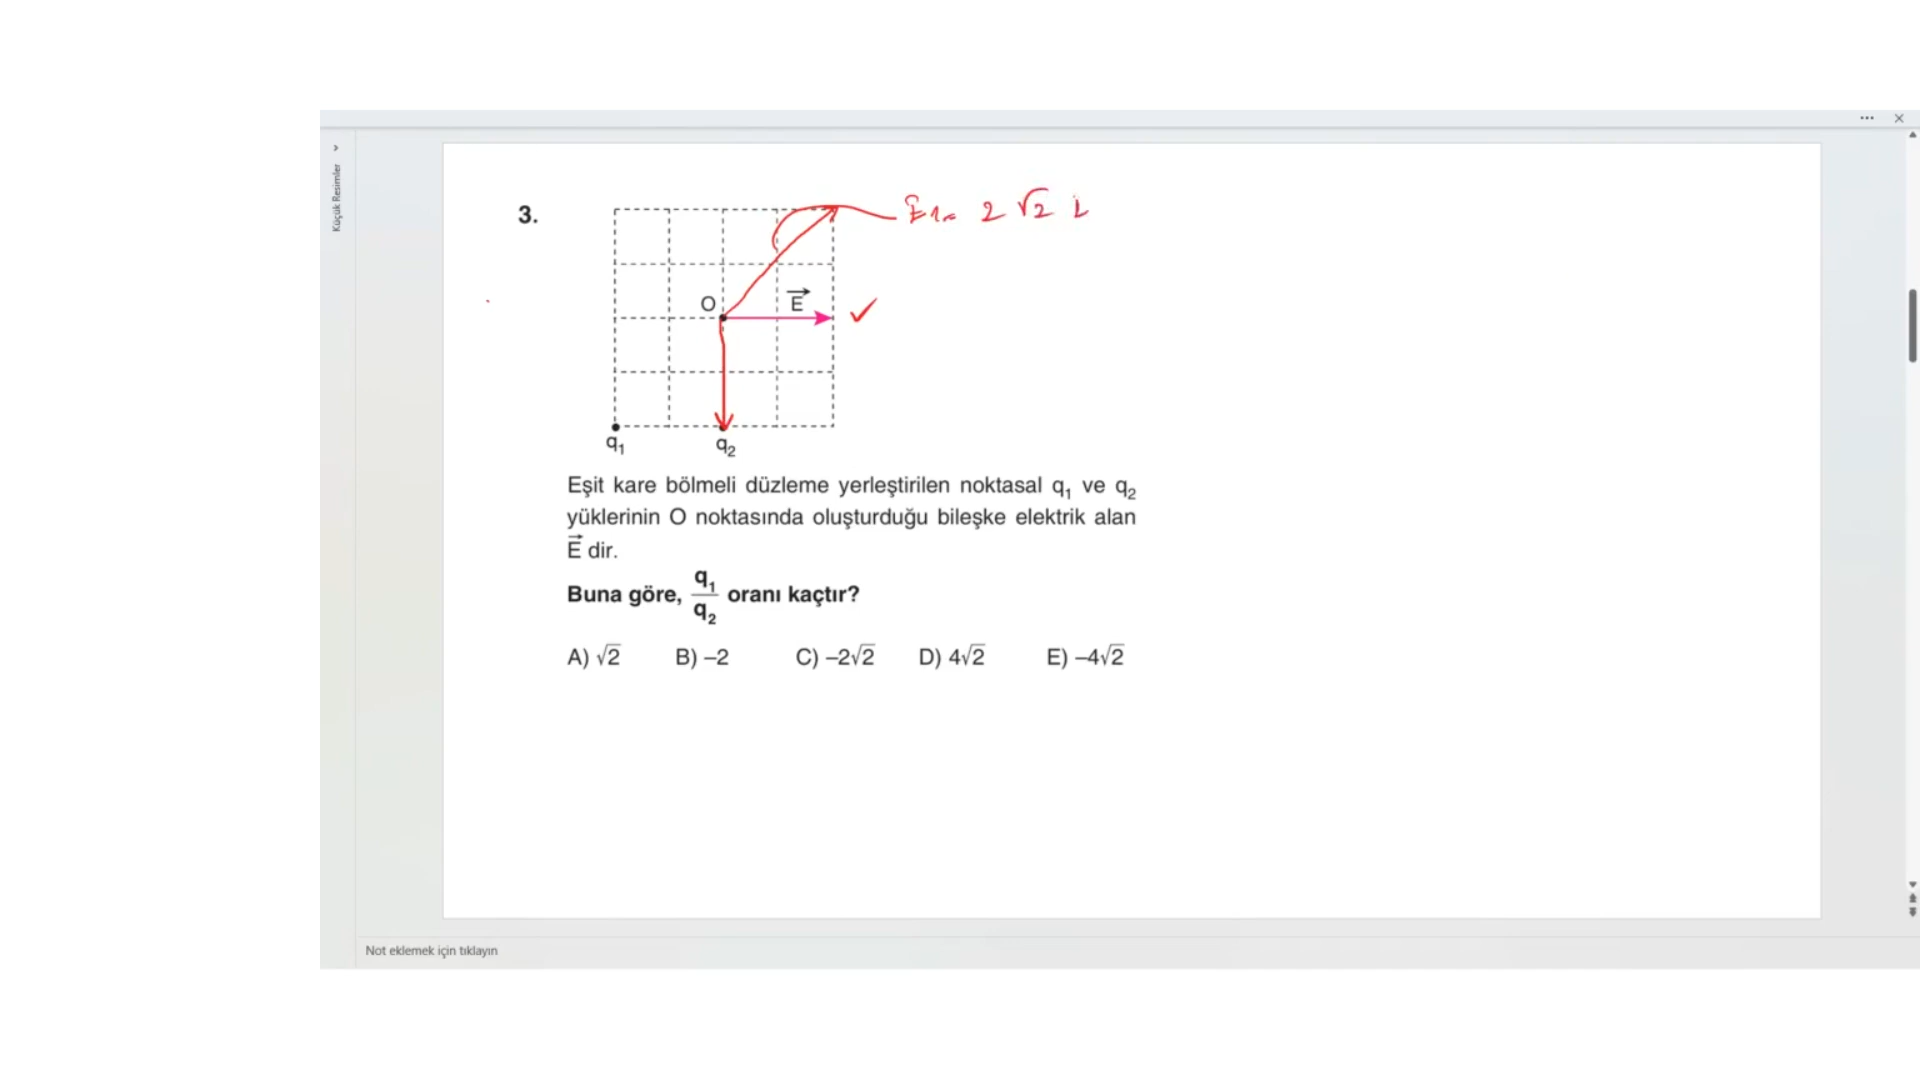 Küçük Resimler
3.
E1= 2 √2 i
O
E
q1
q2
Eşit kare bölmeli düzleme yerleştirilen noktasal q1 ve q2
yüklerinin O noktasında oluşturduğu bileşke elektrik alan
E dir.
Buna göre, q1/q2 oranı kaçtır?
A) √2 B) –2 C) –2√2 D) 4√2 E) –4√2
Not eklemek için tıklayın